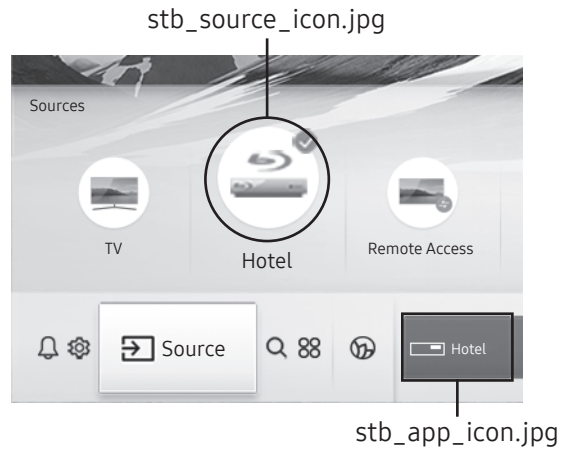 stb_source_icon.jpg
Sources
TV
Hotel
Remote Access
Source
Hotel
stb_app_icon.jpg